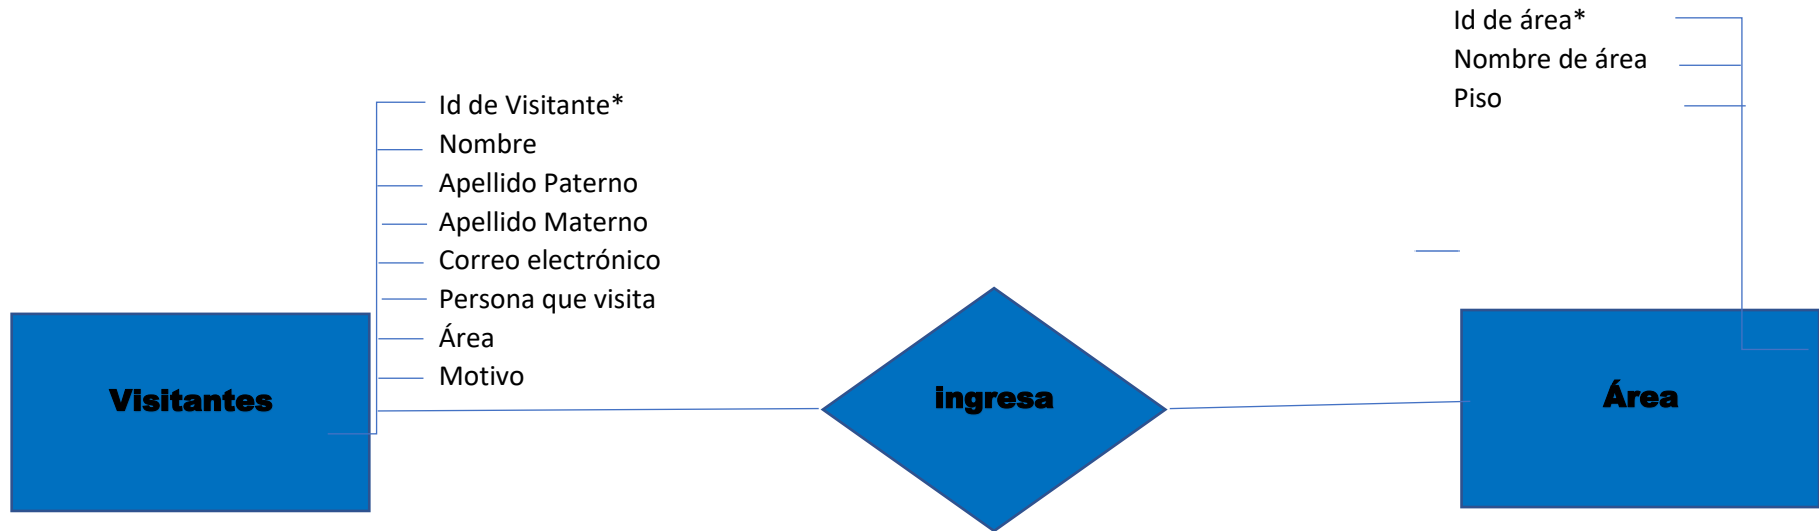 Id de área*
Nombre de área
Piso
Id de Visitante*
Nombre
Apellido Paterno
Apellido Materno
Correo electrónico
Persona que visita
Área
Motivo
Visitantes
ingresa
Área